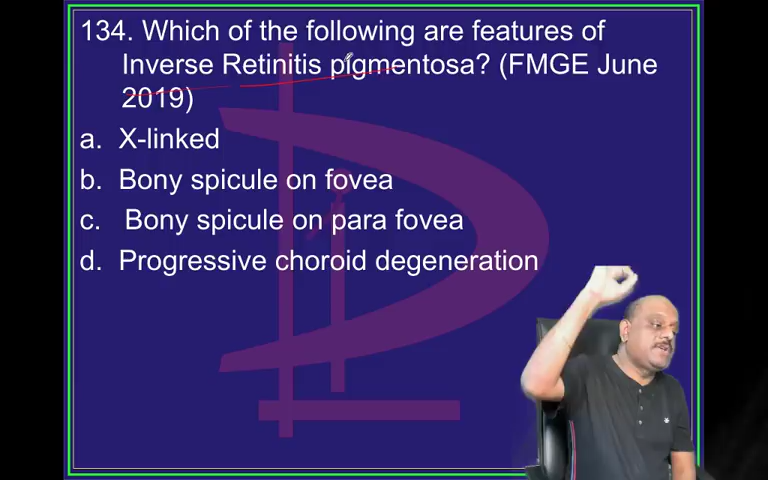 134. Which of the following are features of
Inverse Retinitis pigmentosa? (FMGE June
2019)
a. X-linked
b. Bony spicule on fovea
c. Bony spicule on para fovea
d. Progressive choroid degeneration